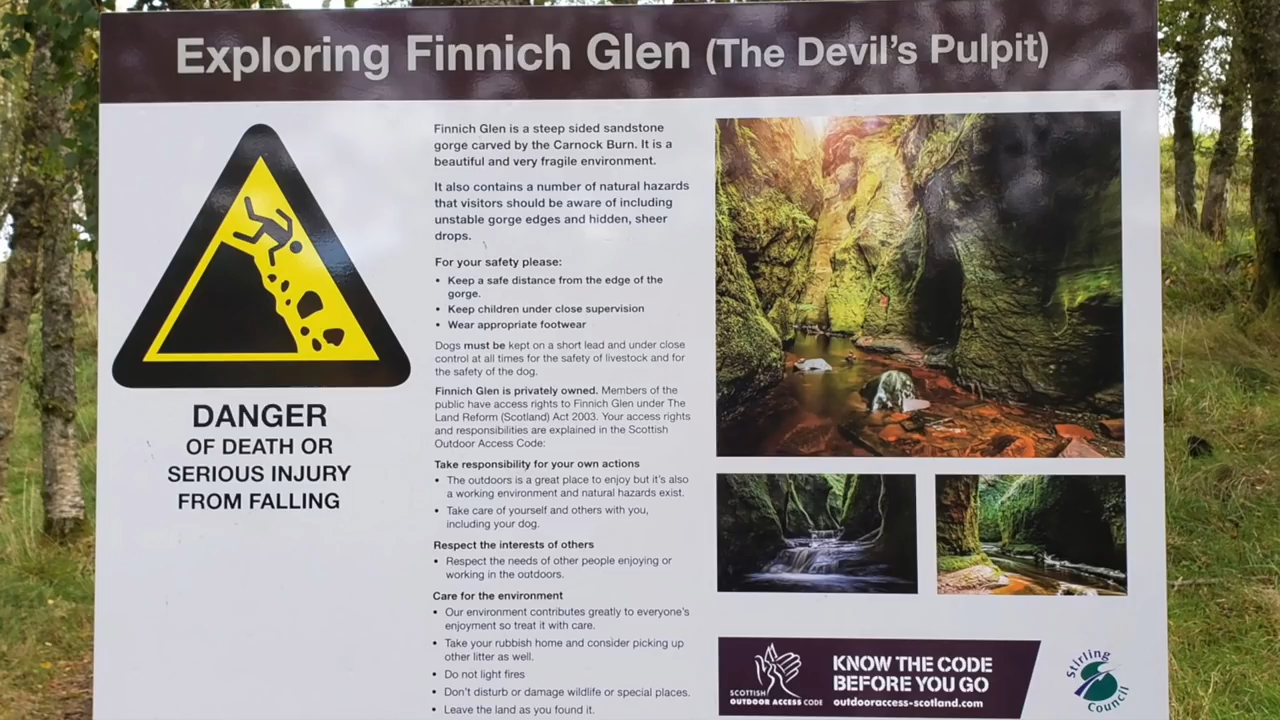 Exploring Finnich Glen (The Devil's Pulpit)
DANGER
OF DEATH OR
SERIOUS INJURY
FROM FALLING
Finnich Glen is a steep sided sandstone
gorge carved by the Carnock Burn. It is a
beautiful and very fragile environment.
It also contains a number of natural hazards
that visitors should be aware of including
unstable gorge edges and hidden, sheer
drops.
For your safety please:
• Keep a safe distance from the edge of the
gorge.
• Keep children under close supervision
• Wear appropriate footwear
Dogs must be kept on a short lead and under close
control at all times for the safety of livestock and for
the safety of the dog.
Finnich Glen is privately owned. Members of the
public have access rights to Finnich Glen under The
Land Reform (Scotland) Act 2003. Your access rights
and responsibilities are explained in the Scottish
Outdoor Access Code:
Take responsibility for your own actions
• The outdoors is a great place to enjoy but it's also
a working environment and natural hazards exist.
• Take care of yourself and others with you,
including your dog.
Respect the interests of others
• Respect the needs of other people enjoying or
working in the outdoors.
Care for the environment
• Our environment contributes greatly to everyone's
enjoyment so treat it with care.
• Take your rubbish home and consider picking up
other litter as well.
• Do not light fires
• Don't disturb or damage wildlife or special places.
• Leave the land as you found it.
SCOTTISH
OUTDOOR ACCESS CODE
KNOW THE CODE
BEFORE YOU GO
outdooraccess-scotland.com
Stirling
Council